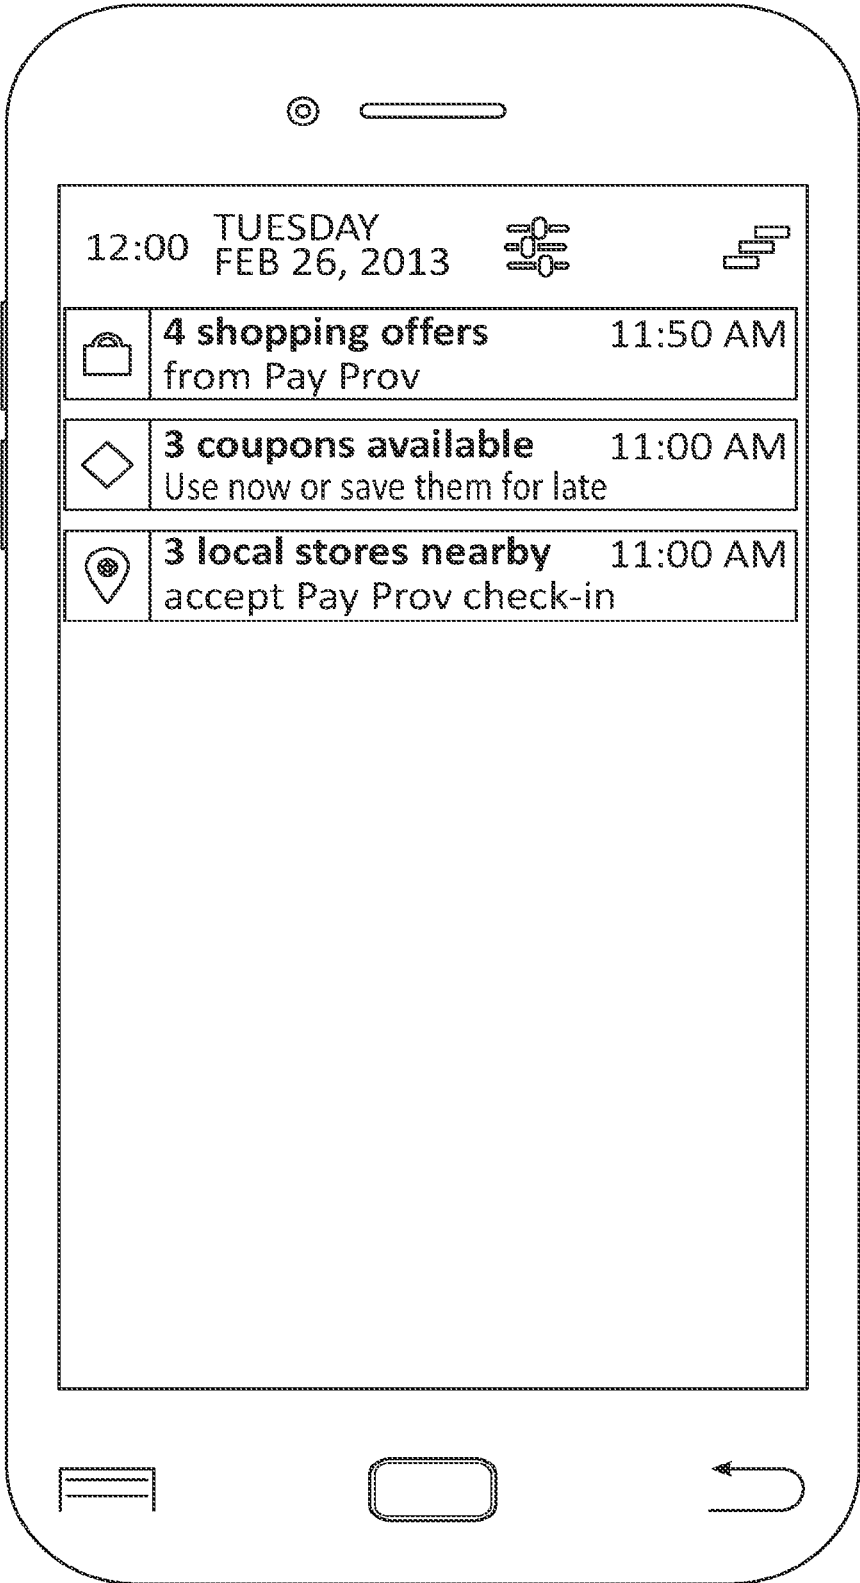 12:00
TUESDAY
FEB 26, 2013
4 shopping offers 11:50 AM
from Pay Prov
3 coupons available 11:00 AM
Use now or save them for late
3 local stores nearby 11:00 AM
accept Pay Prov check-in